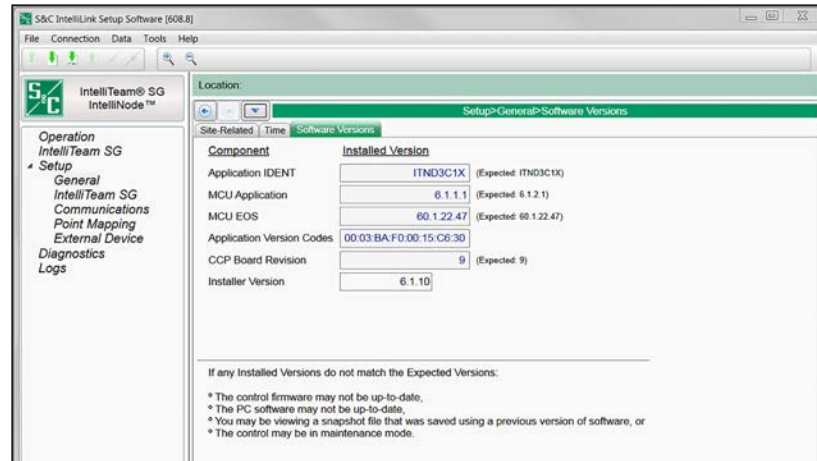 S&C IntelliLink Setup Software [608.8]
File Connection Data Tools Help
S&C
IntelliTeam® SG
IntelliNode™
Location:
Setup>General>Software Versions
Site-Related Time Software Versions
Operation
IntelliTeam SG
Setup
General
IntelliTeam SG
Communications
Point Mapping
External Device
Diagnostics
Logs
Component Installed Version
Application IDENT ITND3C1X (Expected: ITND3C1X)
MCU Application 6.1.1.1 (Expected: 6.1.2.1)
MCU EOS 60.1.22.47 (Expected: 60.1.22.47)
Application Version Codes 00:03:BA:F0:00:15:C6:30
CCP Board Revision 9 (Expected: 9)
Installer Version 6.1.10
If any Installed Versions do not match the Expected Versions:
* The control firmware may not be up-to-date,
* The PC software may not be up-to-date,
* You may be viewing a snapshot file that was saved using a previous version of software, or
* The control may be in maintenance mode.